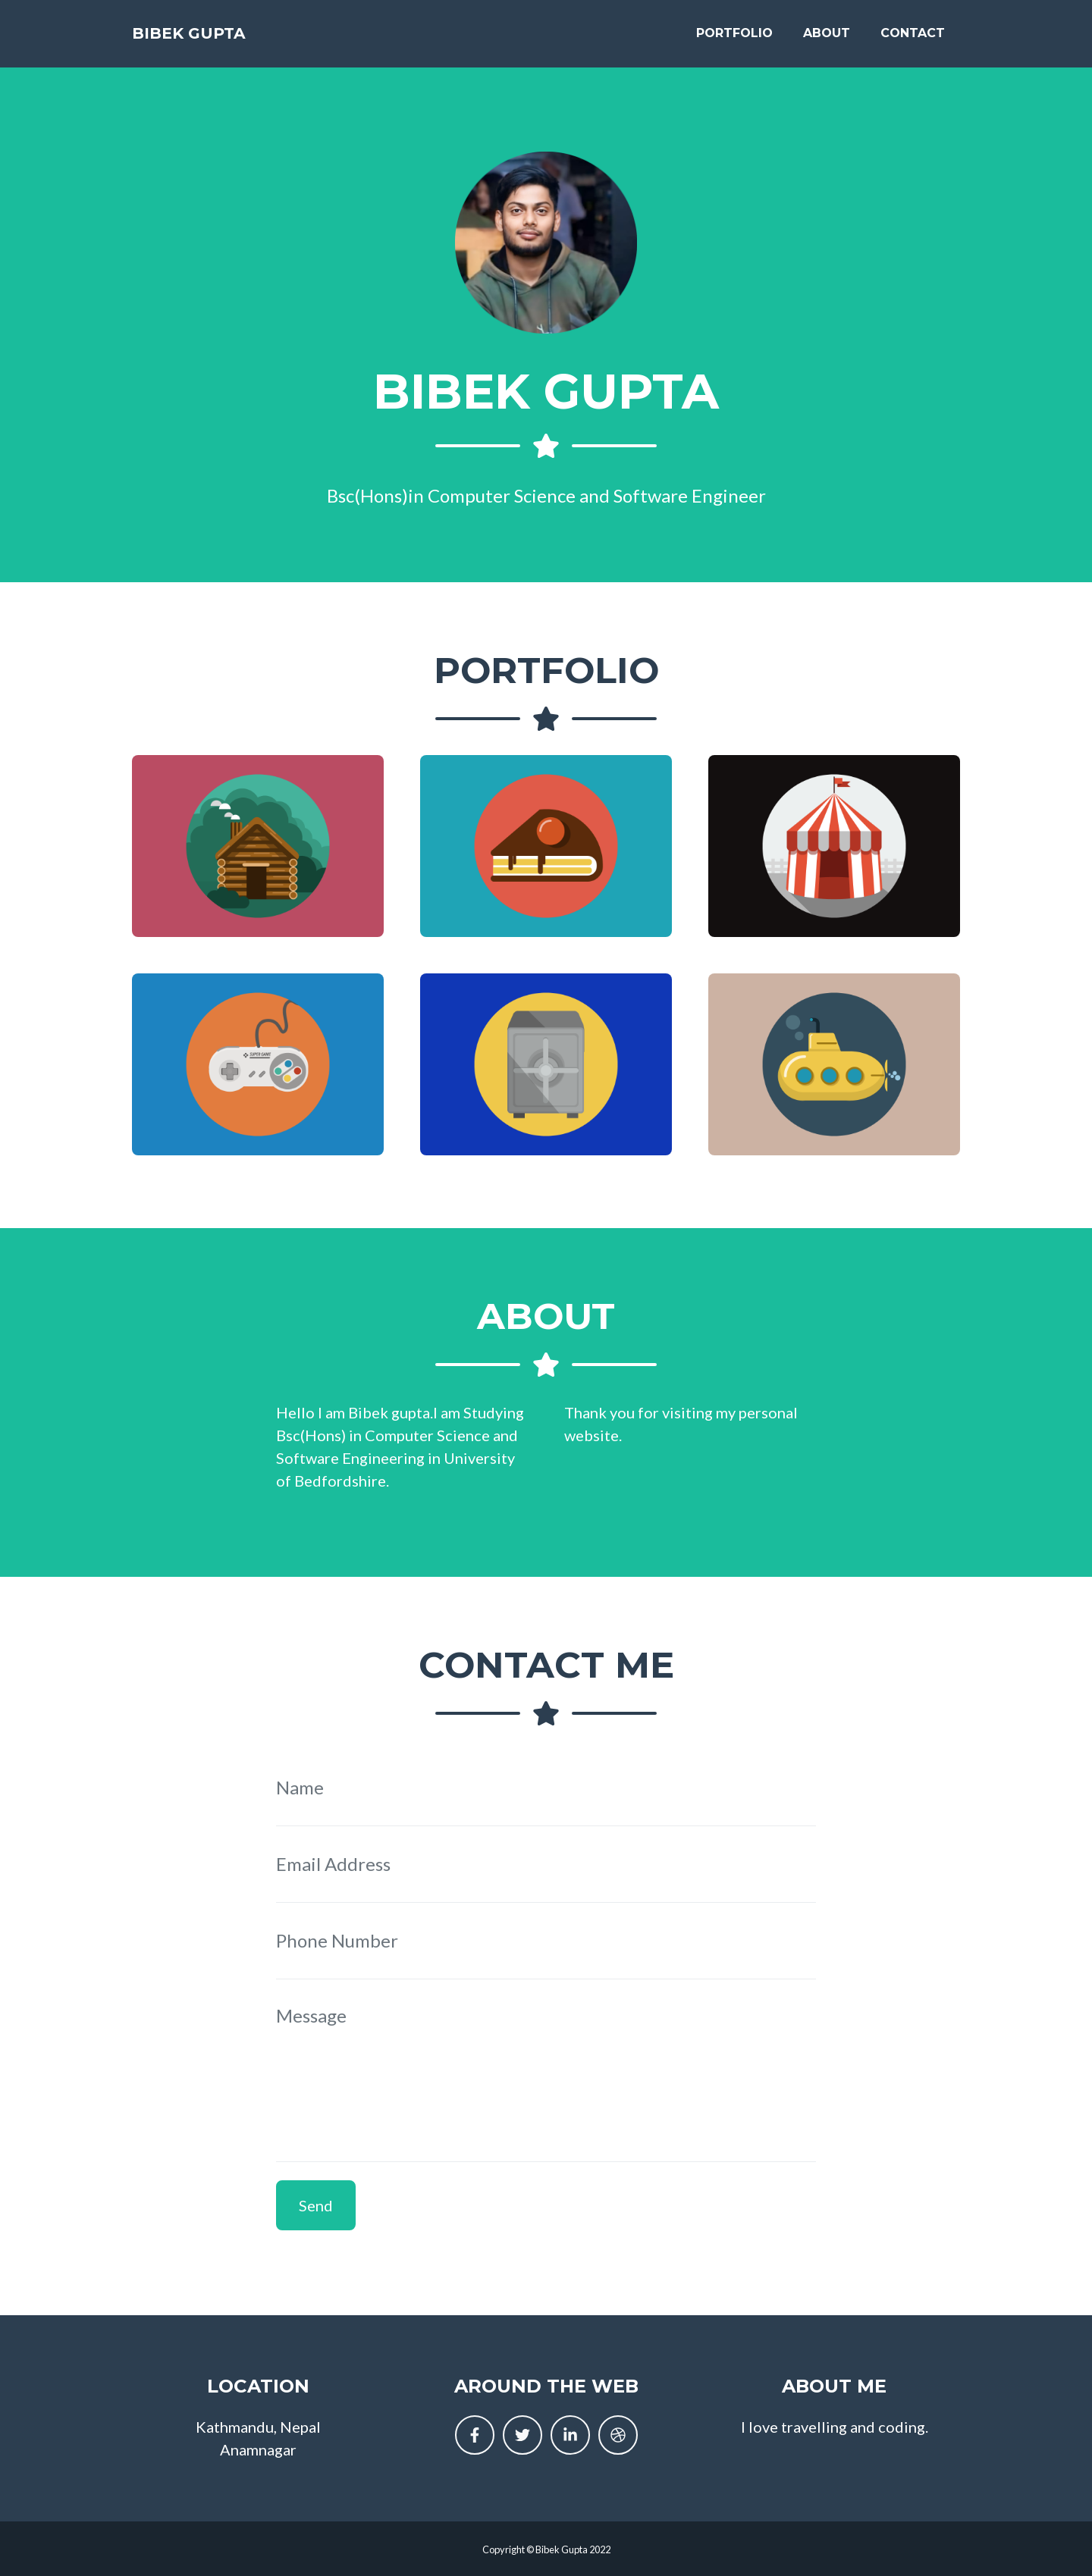 BIBEK GUPTA
PORTFOLIO
ABOUT
CONTACT
BIBEK GUPTA
Bsc(Hons)in Computer Science and Software Engineer
PORTFOLIO
SUPER GAMY
ABOUT
Hello I am Bibek gupta.I am Studying
Bsc(Hons) in Computer Science and
Software Engineering in University
of Bedfordshire.
Thank you for visiting my personal
website.
CONTACT ME
Name
Email Address
Phone Number
Message
Send
LOCATION
Kathmandu, Nepal
Anamnagar
AROUND THE WEB
ABOUT ME
I love travelling and coding.
Copyright © Bibek Gupta 2022